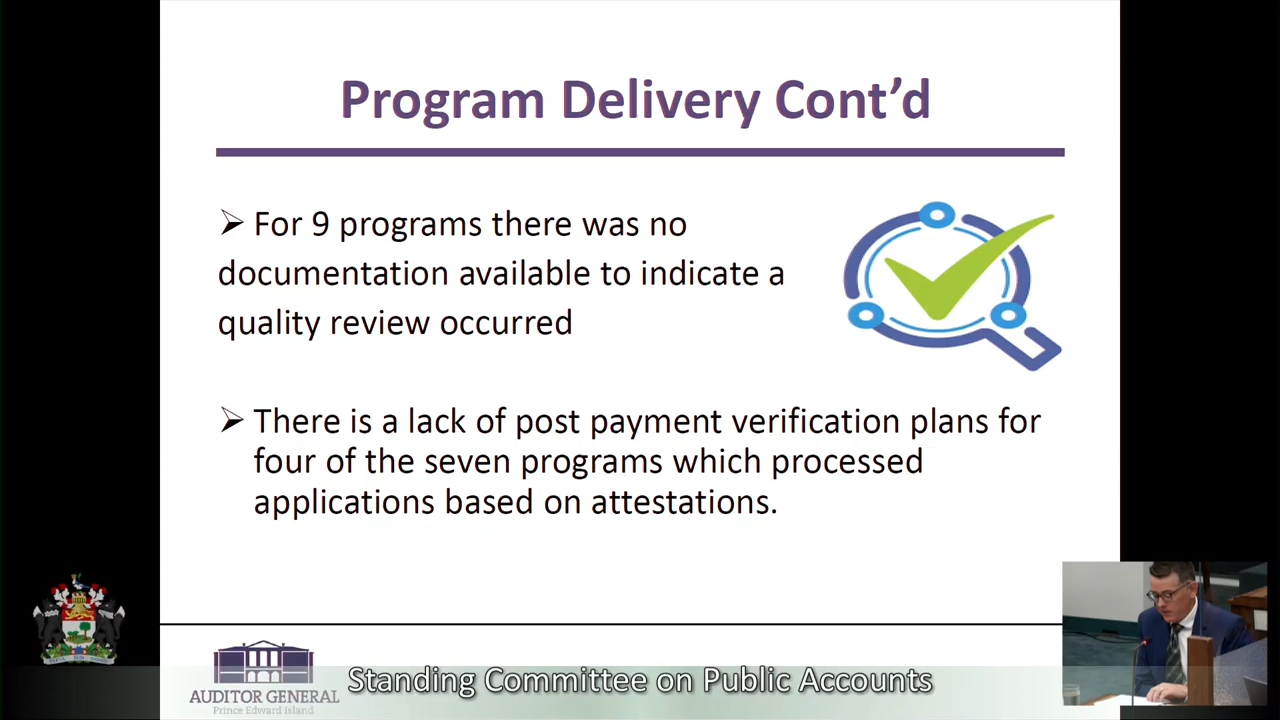 Program Delivery Cont’d
➢ For 9 programs there was no
documentation available to indicate a
quality review occurred
➢ There is a lack of post payment verification plans for
four of the seven programs which processed
applications based on attestations.
AUDITOR GENERAL
Prince Edward Island
Standing Committee on Public Accounts